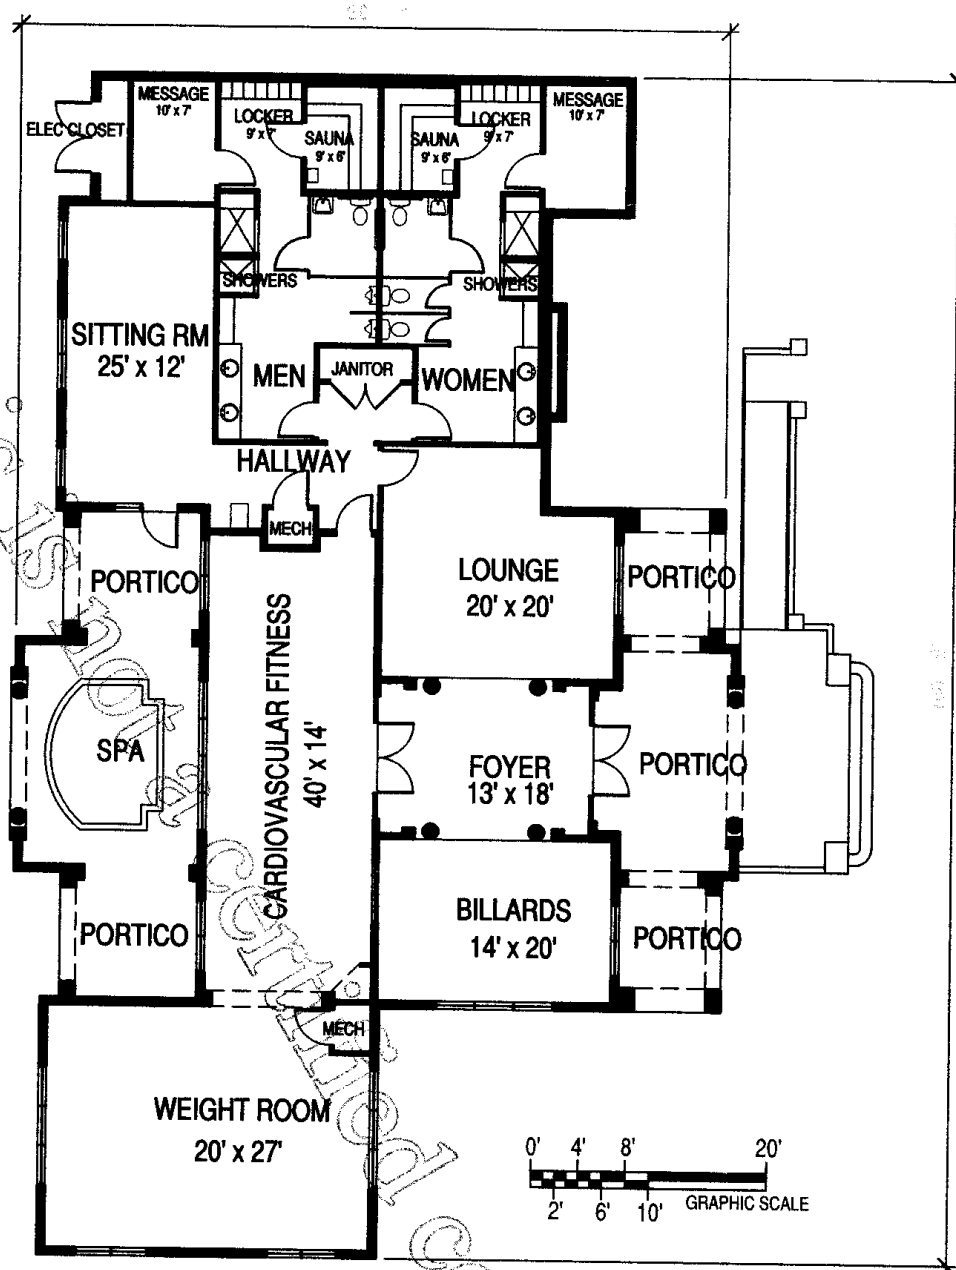 MESSAGE
10' x 7'
LOCKER
9' x 7'
SAUNA
9' x 6'
LOCKER
9' x 7'
SAUNA
9' x 6'
MESSAGE
10' x 7'
ELEC CLOSET
SHOWERS
SHOWERS
SITTING RM
25' x 12'
MEN
JANITOR
WOMEN
HALLWAY
MECH
PORTICO
LOUNGE
20' x 20'
PORTICO
CARDIOVASCULAR FITNESS
40' x 14'
SPA
FOYER
13' x 18'
PORTICO
PORTICO
BILLARDS
14' x 20'
PORTICO
MECH
WEIGHT ROOM
20' x 27'
0' 4' 8' 20'
2' 6' 10'
GRAPHIC SCALE
is not a certified c